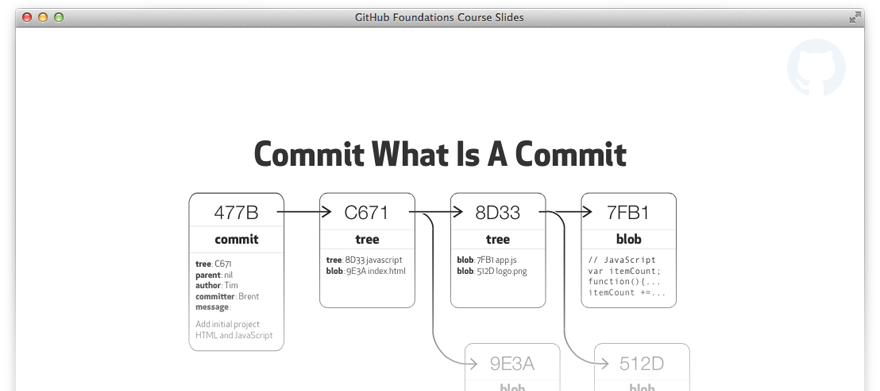 GitHub Foundations Course Slides
Commit What Is A Commit
477B
commit
tree: C671
parent: nil
author: Tim
committer: Brent
message:
Add initial project
HTML and JavaScript
C671
tree
tree: 8D33 javascript
blob: 9E3A index.html
8D33
tree
blob: 7FB1 app.js
blob: 512D logo.png
7FB1
blob
// JavaScript
var itemCount;
function(){...
itemCount +=...
9E3A
blob
512D
blob